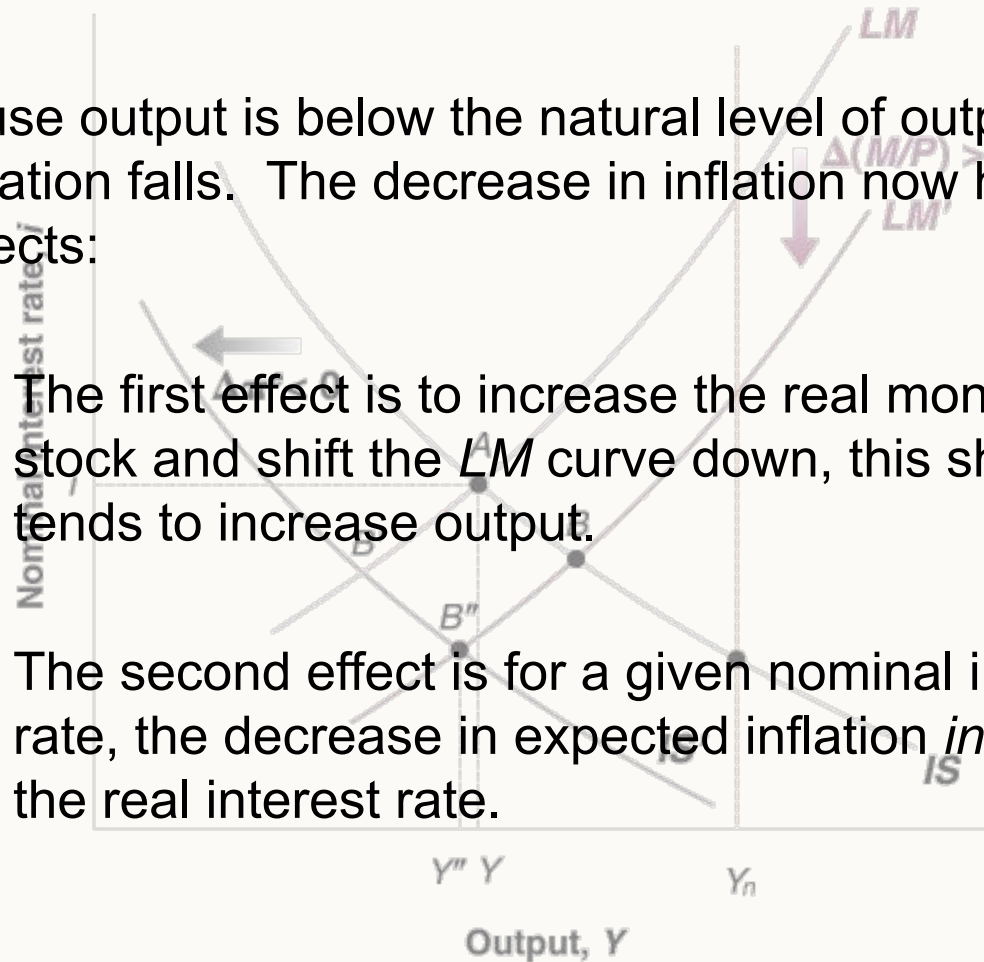 LM
use output is below the natural level of outp
Δ(M/P) >
ation falls. The decrease in inflation now h
LM'
ects:
Nominal interest rate, i
The first effect is to increase the real mon
A
stock and shift the LM curve down, this sh
i
tends to increase output.
B
B'
B"
The second effect is for a given nominal i
rate, the decrease in expected inflation in
IS'
IS
the real interest rate.
Y" Y
Yn
Output, Y